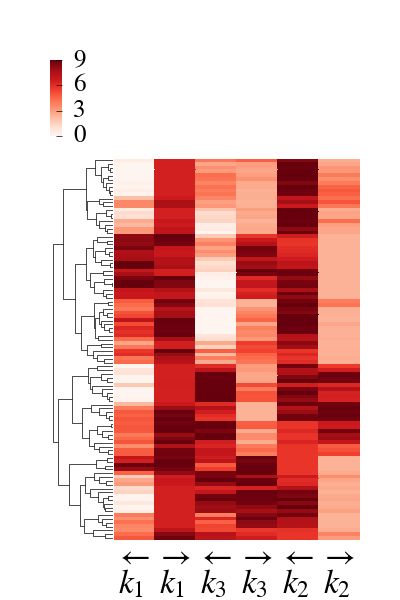 9
6
3
0
← → ← → ← →
k₁ k₁ k₃ k₃ k₂ k₂